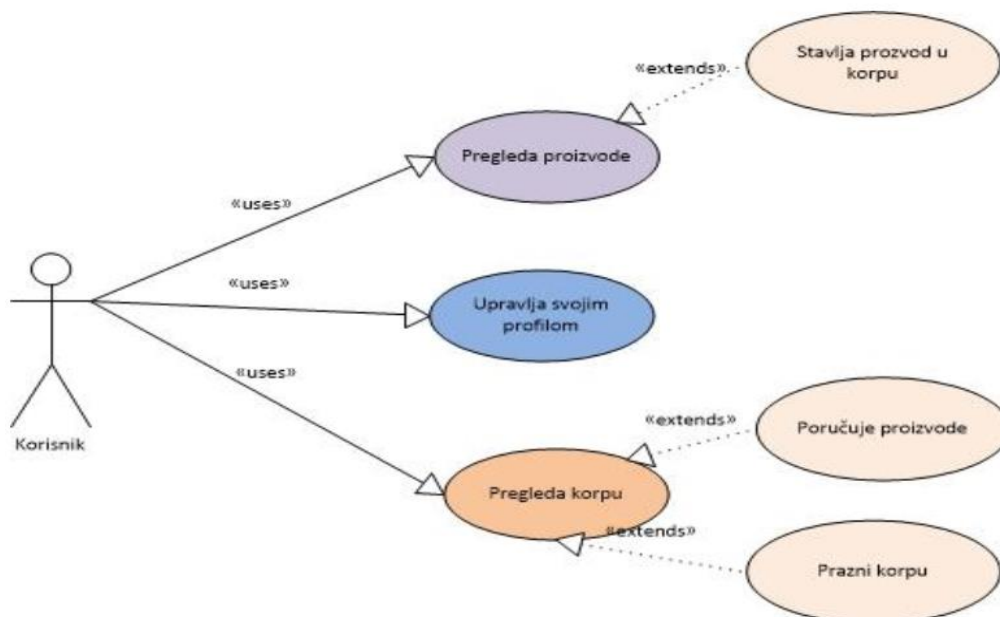 Stavlja prozvod u
korpu
«extends»
Pregleda proizvode
«uses»
«uses»
Upravlja svojim
profilom
«uses»
Korisnik
«extends»
Poručuje proizvode
Pregleda korpu
«extends»
Prazni korpu